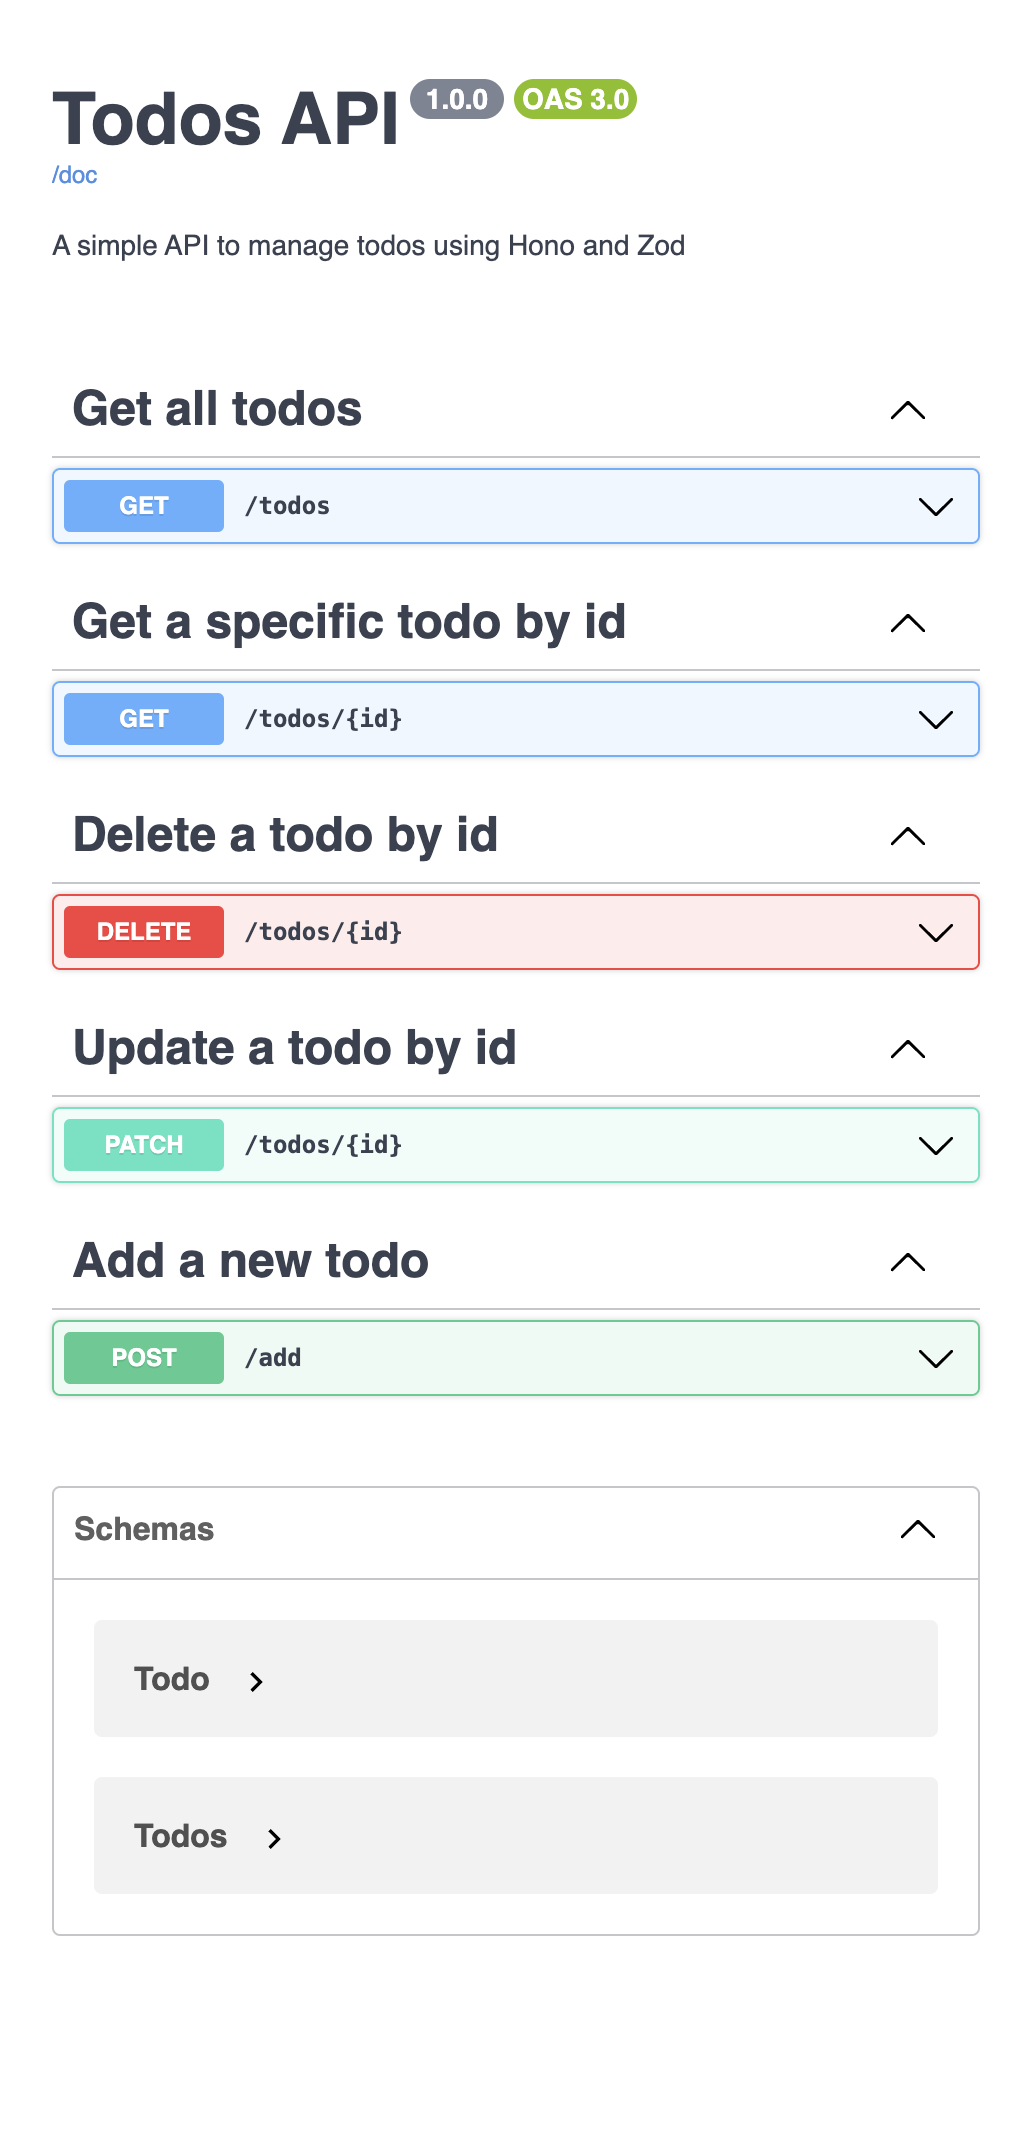 Todos API 1.0.0 OAS 3.0
/doc
A simple API to manage todos using Hono and Zod
Get all todos
GET /todos
Get a specific todo by id
GET /todos/{id}
Delete a todo by id
DELETE /todos/{id}
Update a todo by id
PATCH /todos/{id}
Add a new todo
POST /add
Schemas
Todo
Todos